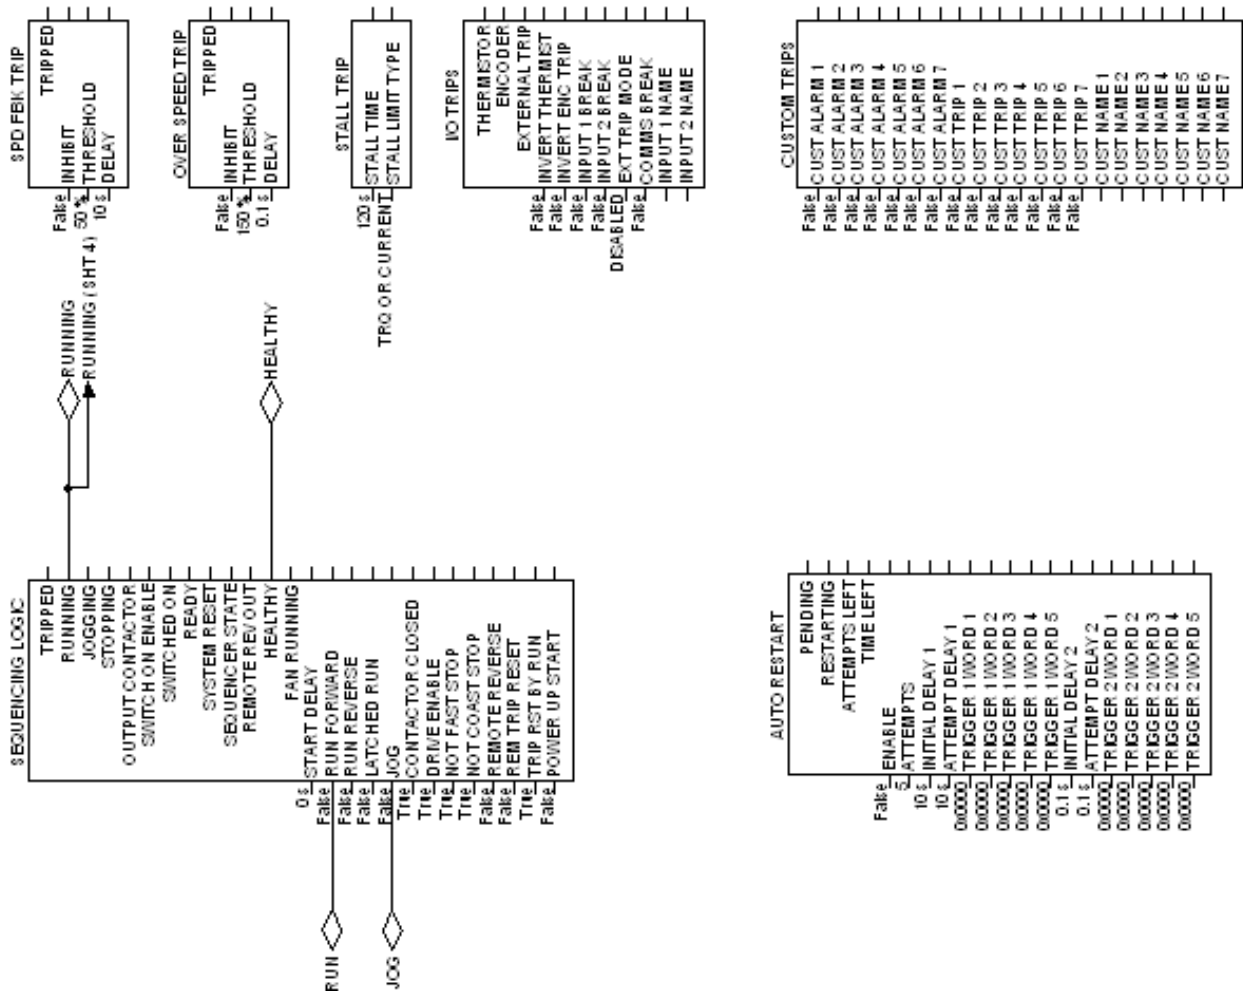 SEQUENCING LOGIC
TRIPPED
RUNNING
JOGGING
STOPPING
OUTPUT CONTACTOR
SWITCH ON ENABLE
SWITCHED ON
READY
SYSTEM RESET
SEQUENCER STATE
REMOTE REV OUT
HEALTHY
FAN RUNNING
0 s START DELAY
False RUN FORWARD
False RUN REVERSE
False LATCHED RUN
False JOG
True CONTACTOR CLOSED
True DRIVE ENABLE
True NOT FAST STOP
True NOT COAST STOP
False REMOTE REVERSE
False REM TRIP RESET
True TRIP RST BY RUN
False POWER UP START
RUN
JOG
RUNNING
RUNNING (SHT 4)
HEALTHY
SPD FBK TRIP
TRIPPED
False INHIBIT
50 % THRESHOLD
10 s DELAY
OVER SPEED TRIP
TRIPPED
False INHIBIT
150 % THRESHOLD
0.1 s DELAY
STALL TRIP
120 s STALL TIME
TRQ OR CURRENT STALL LIMIT TYPE
I/O TRIPS
THERMISTOR
ENCODER
EXTERNAL TRIP
False INVERT THERMIST
False INVERT ENC TRIP
False INPUT 1 BREAK
False INPUT 2 BREAK
DISABLED EXT TRIP MODE
False COMMS BREAK
INPUT 1 NAME
INPUT 2 NAME
AUTO RESTART
PENDING
RESTARTING
ATTEMPTS LEFT
TIME LEFT
False ENABLE
5 ATTEMPTS
10 s INITIAL DELAY 1
10 s ATTEMPT DELAY 1
0x0000 TRIGGER 1 WORD 1
0x0000 TRIGGER 1 WORD 2
0x0000 TRIGGER 1 WORD 3
0x0000 TRIGGER 1 WORD 4
0x0000 TRIGGER 1 WORD 5
0.1 s INITIAL DELAY 2
0.1 s ATTEMPT DELAY 2
0x0000 TRIGGER 2 WORD 1
0x0000 TRIGGER 2 WORD 2
0x0000 TRIGGER 2 WORD 3
0x0000 TRIGGER 2 WORD 4
0x0000 TRIGGER 2 WORD 5
CUSTOM TRIPS
False CUST ALARM 1
False CUST ALARM 2
False CUST ALARM 3
False CUST ALARM 4
False CUST ALARM 5
False CUST ALARM 6
False CUST ALARM 7
False CUST TRIP 1
False CUST TRIP 2
False CUST TRIP 3
False CUST TRIP 4
False CUST TRIP 5
False CUST TRIP 6
False CUST TRIP 7
CUST NAME 1
CUST NAME 2
CUST NAME 3
CUST NAME 4
CUST NAME 5
CUST NAME 6
CUST NAME 7